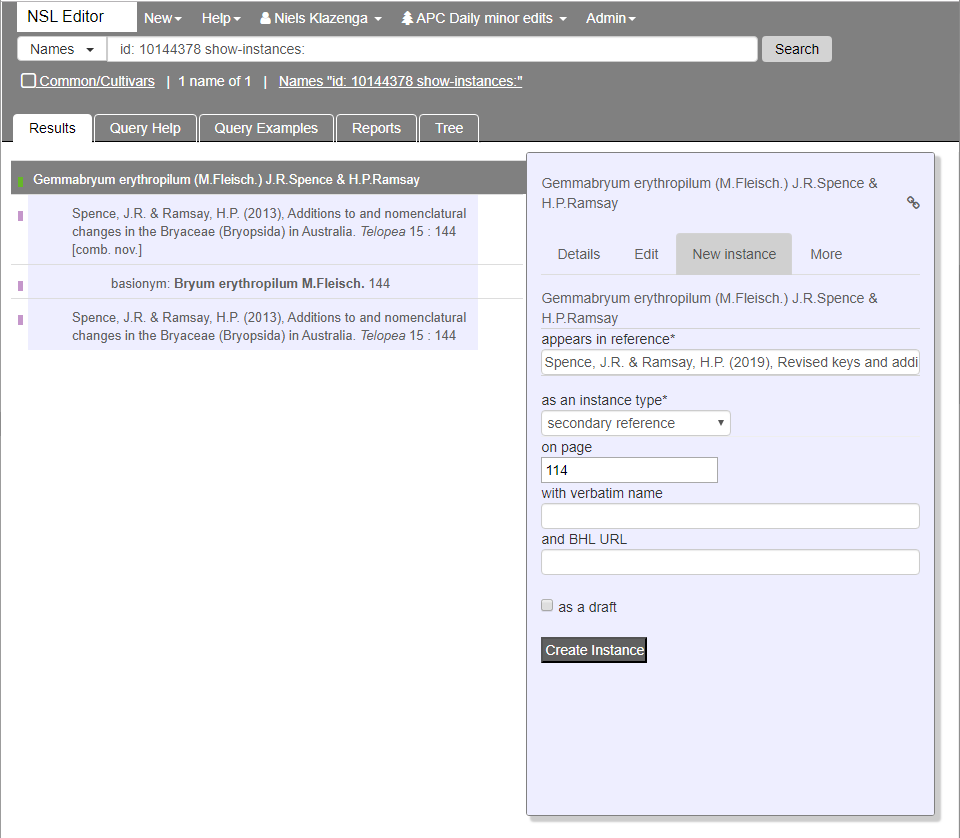 NSL Editor New Help Niels Klazenga APC Daily minor edits Admin
Names id: 10144378 show-instances: Search
Common/Cultivars | 1 name of 1 | Names "id: 10144378 show-instances:"
Results Query Help Query Examples Reports Tree
Gemmabryum erythropilum (M.Fleisch.) J.R.Spence & H.P.Ramsay
Spence, J.R. & Ramsay, H.P. (2013), Additions to and nomenclatural
changes in the Bryaceae (Bryopsida) in Australia. Telopea 15 : 144
[comb. nov.]
basionym: Bryum erythropilum M.Fleisch. 144
Spence, J.R. & Ramsay, H.P. (2013), Additions to and nomenclatural
changes in the Bryaceae (Bryopsida) in Australia. Telopea 15 : 144
Gemmabryum erythropilum (M.Fleisch.) J.R.Spence &
H.P.Ramsay
Details Edit New instance More
Gemmabryum erythropilum (M.Fleisch.) J.R.Spence &
H.P.Ramsay
appears in reference*
Spence, J.R. & Ramsay, H.P. (2019), Revised keys and addi
as an instance type*
secondary reference
on page
114
with verbatim name
and BHL URL
as a draft
Create Instance